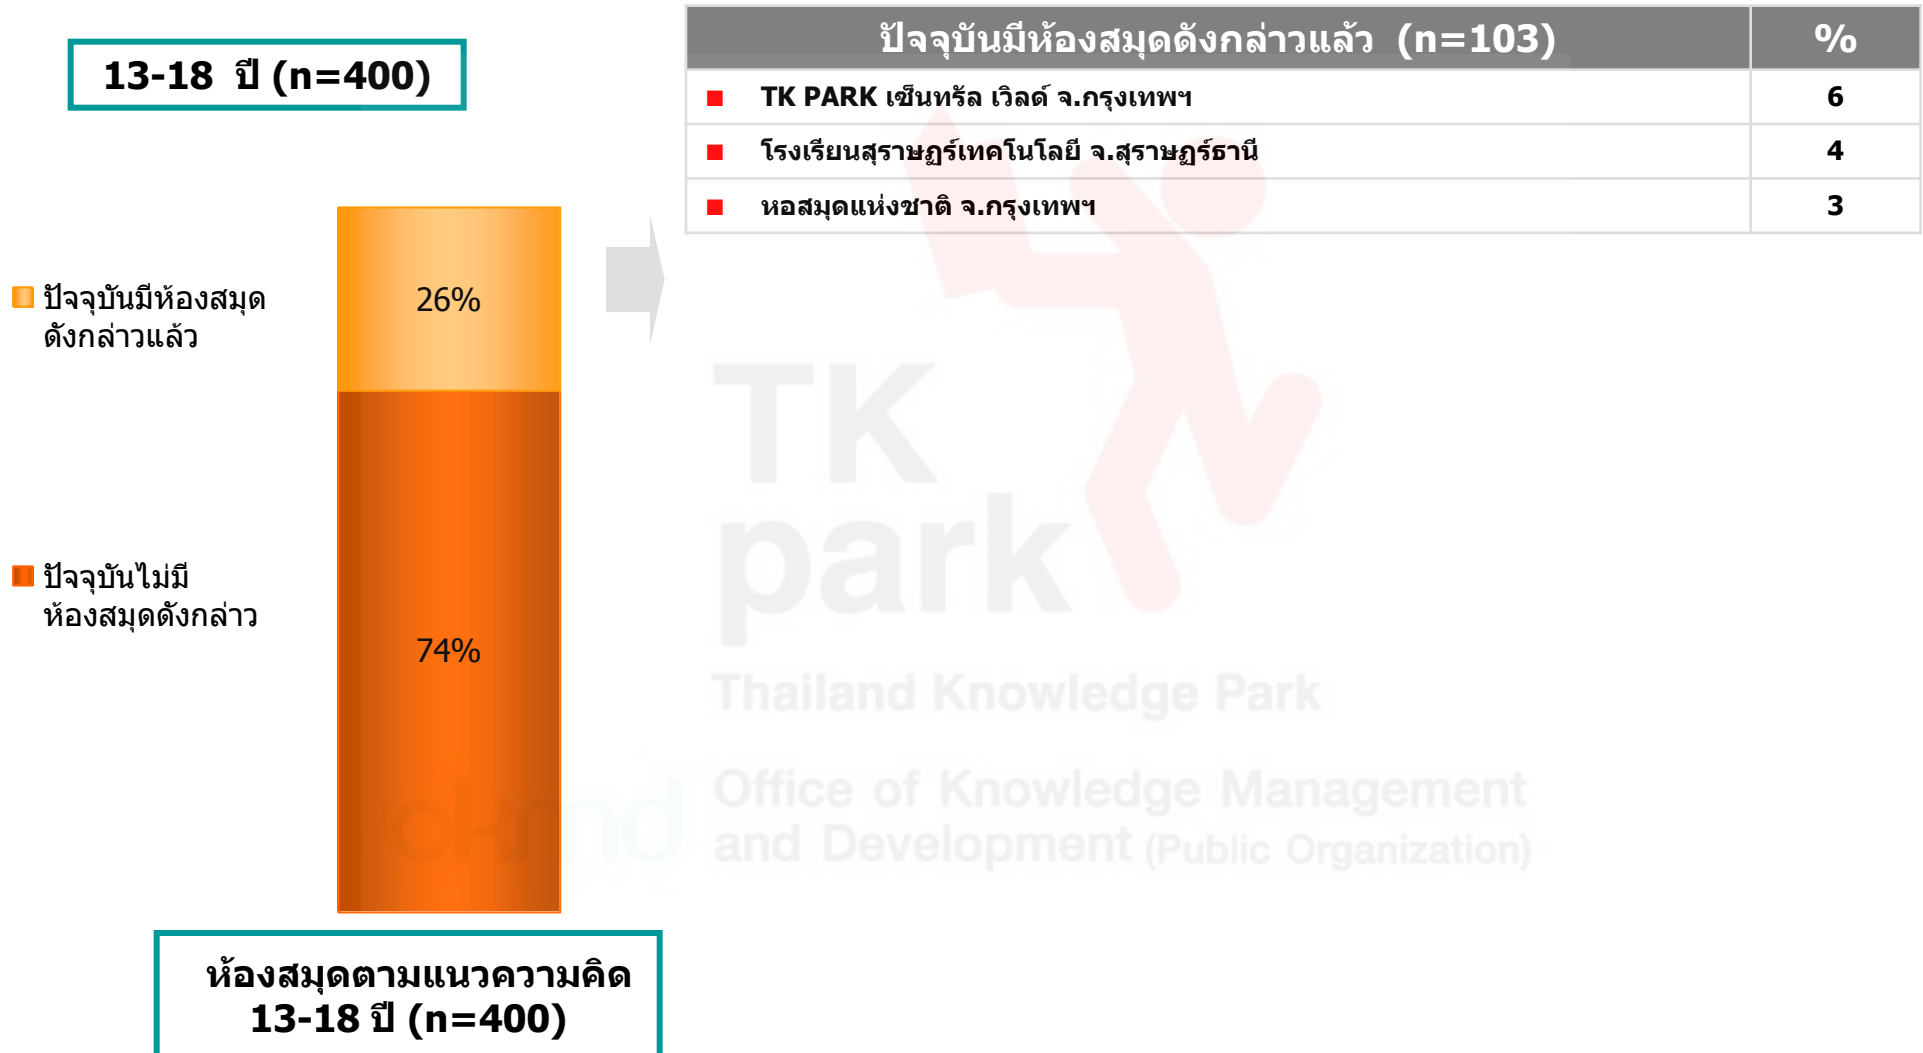 13-18 ปี (n=400)
ปัจจุบันมีห้องสมุดดังกล่าวแล้ว (n=103) %
TK PARK เซ็นทรัล เวิลด์ จ.กรุงเทพฯ 6
โรงเรียนสุราษฏร์เทคโนโลยี จ.สุราษฏร์ธานี 4
หอสมุดแห่งชาติ จ.กรุงเทพฯ 3
ปัจจุบันมีห้องสมุด
ดังกล่าวแล้ว
26%
ปัจจุบันไม่มี
ห้องสมุดดังกล่าว
74%
ห้องสมุดตามแนวความคิด
13-18 ปี (n=400)
TK
park
Thailand Knowledge Park
okmd
Office of Knowledge Management
and Development (Public Organization)